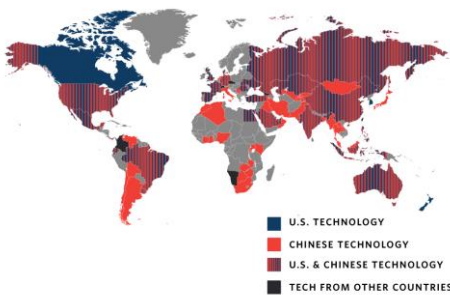 U.S. TECHNOLOGY
CHINESE TECHNOLOGY
U.S. & CHINESE TECHNOLOGY
TECH FROM OTHER COUNTRIES